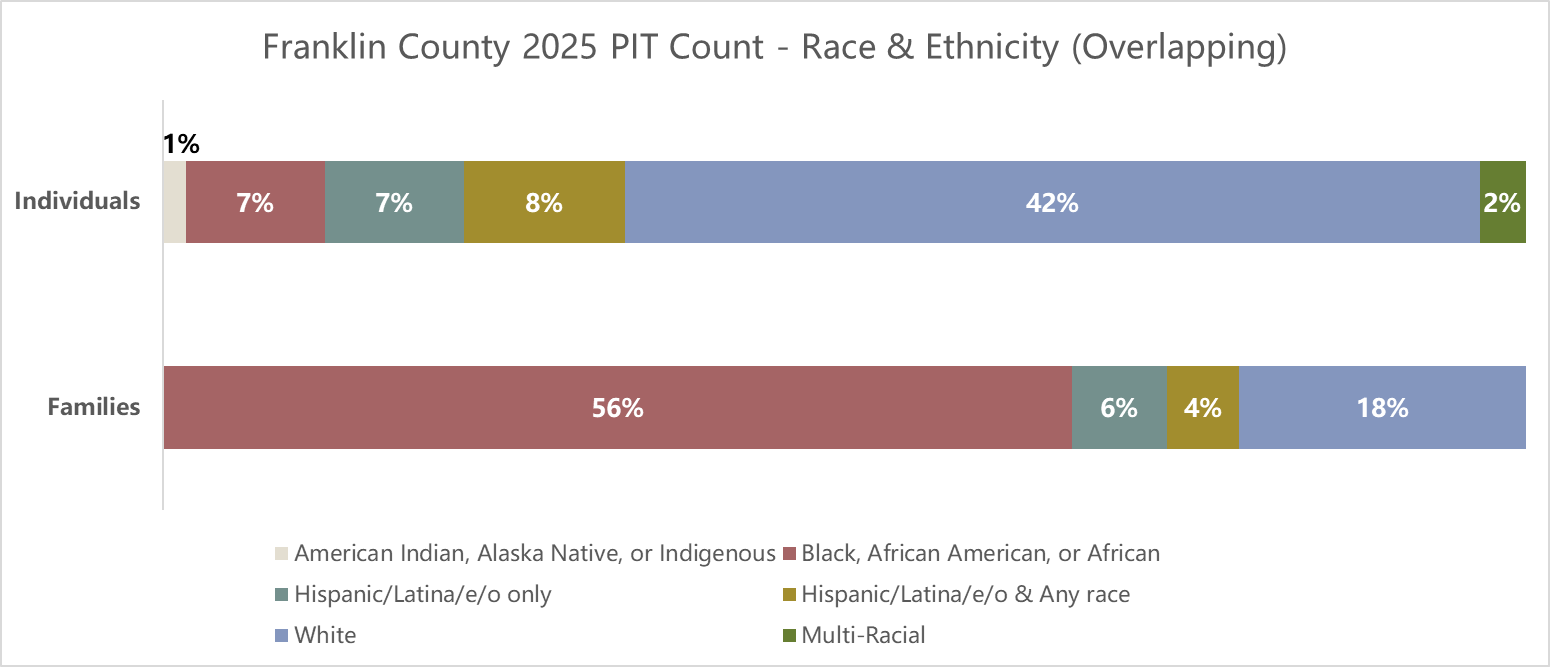 Franklin County 2025 PIT Count - Race & Ethnicity (Overlapping)
1%
Individuals
7% 7% 8% 42% 2%
Families
56% 6% 4% 18%
American Indian, Alaska Native, or Indigenous Black, African American, or African
Hispanic/Latina/e/o only Hispanic/Latina/e/o & Any race
White Multi-Racial